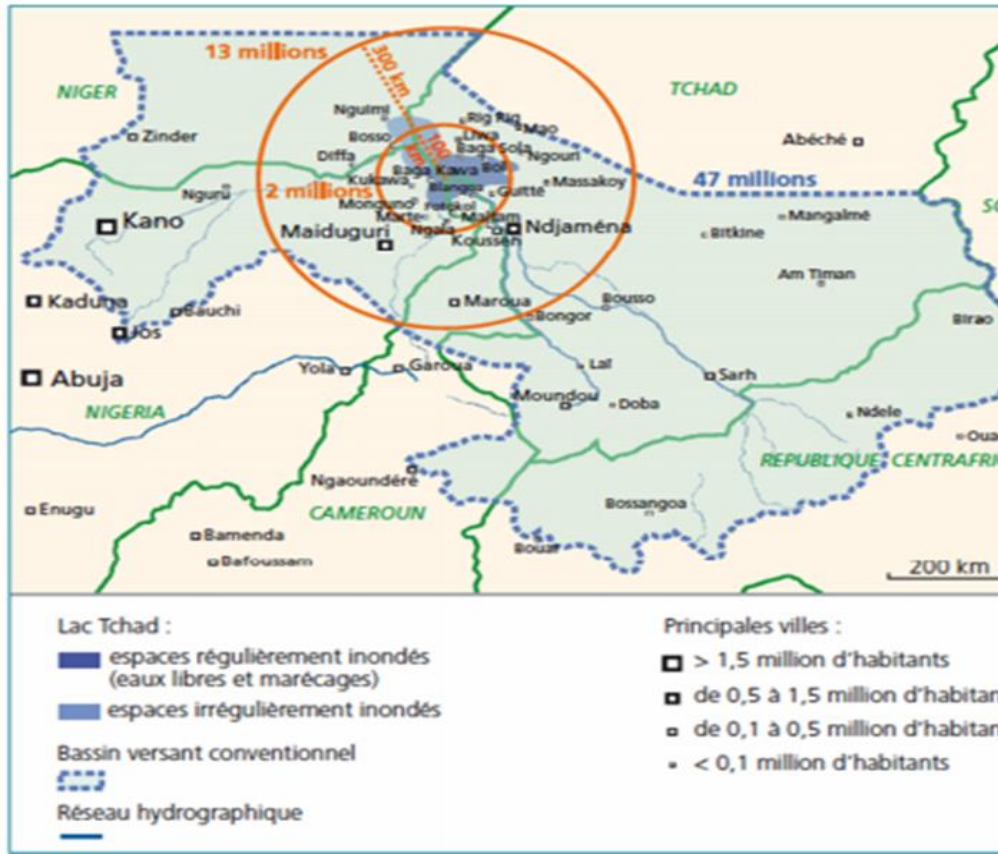 13 millions
300 km
NIGER
TCHAD
Nguimi
Rig Rig
Mao
Zinder
Bosso
Liwa
Abéché
100 km
Baga Sola
Diffa
Ngouri
Baga Kawa
Bol
Kukawa
Massakoy
47 millions
Nguru
2 millions
Blangoa
Guitté
Monguno
Fotokol
Kano
Marte
Maltam
Mangalmé
Maiduguri
Ngala
Ndjaména
Bitkine
Kousséri
Am Timan
Kaduna
Maroua
Bousso
Bauchi
Bongor
Birao
Jos
Yola
Garoua
Laï
Abuja
Sarh
Moundou
Doba
NIGERIA
Ndele
Oua
REPUBLIQUE CENTRAFRI
Ngaoundéré
Bossangoa
Enugu
CAMEROUN
Bamenda
Bouar
Bafoussam
200 km
Lac Tchad :
espaces régulièrement inondés
(eaux libres et marécages)
espaces irrégulièrement inondés
Bassin versant conventionnel
Réseau hydrographique
Principales villes :
> 1,5 million d'habitants
de 0,5 à 1,5 million d'habitan
de 0,1 à 0,5 million d'habitan
< 0,1 million d'habitants